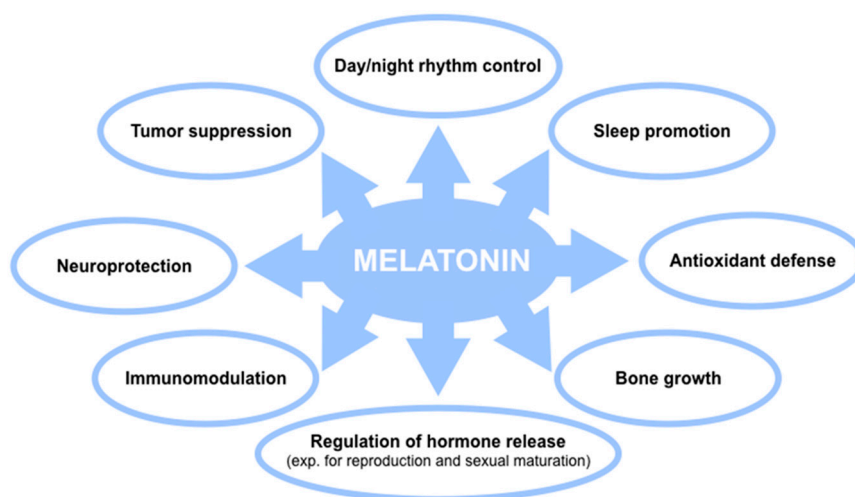 Day/night rhythm control
Tumor suppression
Sleep promotion
Neuroprotection
MELATONIN
Antioxidant defense
Immunomodulation
Bone growth
Regulation of hormone release
(exp. for reproduction and sexual maturation)